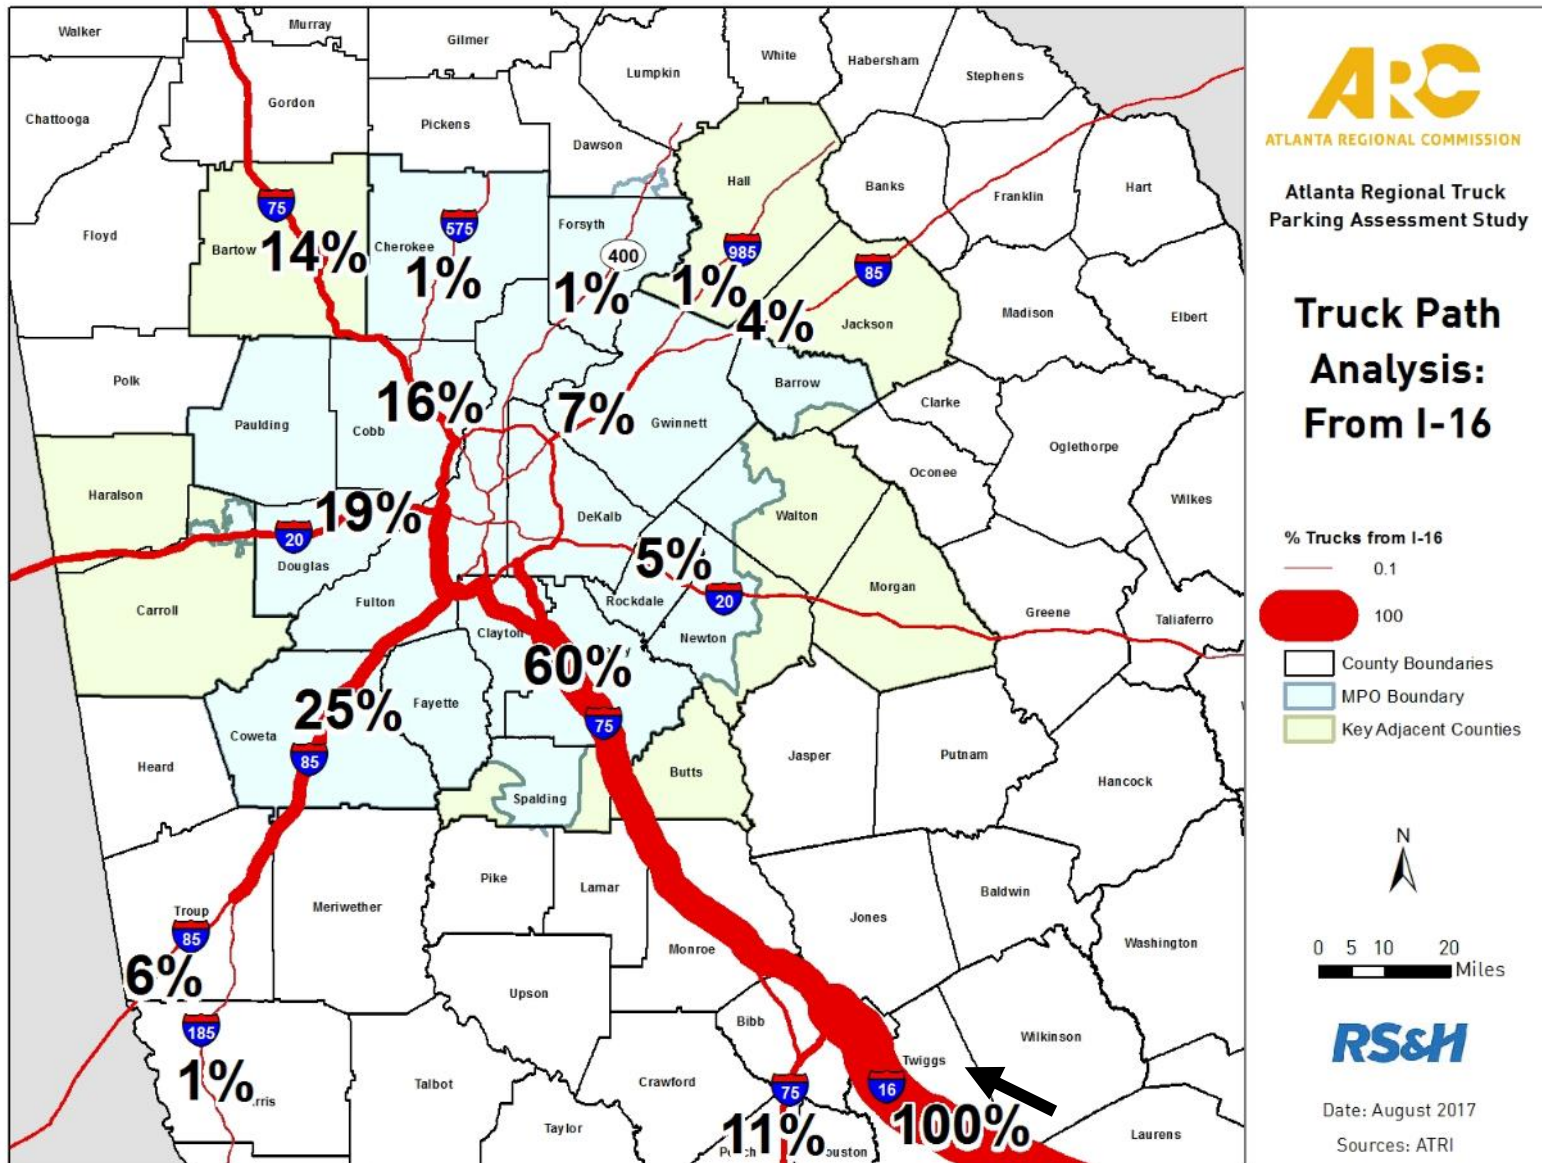 Walker
Murray
Gilmer
Lumpkin
White
Habersham
Stephens
Chattooga
Gordon
Pickens
Dawson
Hall
Banks
Franklin
Hart
Floyd
Bartow
75
14%
Cherokee
575
1%
Forsyth
400
1%
985
1%
85
4%
Jackson
Madison
Elbert
Polk
Paulding
Cobb
16%
7%
Gwinnett
Barrow
Clarke
Oglethorpe
Oconee
Wilkes
Haralson
19%
20
Douglas
DeKalb
Walton
5%
20
Morgan
Carroll
Fulton
Clayton
Rockdale
Newton
Greene
Taliaferro
60%
75
25%
Fayette
Coweta
85
Heard
Spalding
Butts
Jasper
Putnam
Hancock
Troup
85
6%
Meriwether
Pike
Lamar
Monroe
Jones
Baldwin
Washington
185
1%
rris
Upson
Talbot
Bibb
Crawford
Taylor
Twiggs
Wilkinson
75
11%
16
100%
ouston
Laurens
ARC
ATLANTA REGIONAL COMMISSION
Atlanta Regional Truck
Parking Assessment Study
Truck Path
Analysis:
From I-16
% Trucks from I-16
0.1
100
County Boundaries
MPO Boundary
Key Adjacent Counties
N
0 5 10 20
Miles
RS&H
Date: August 2017
Sources: ATRI